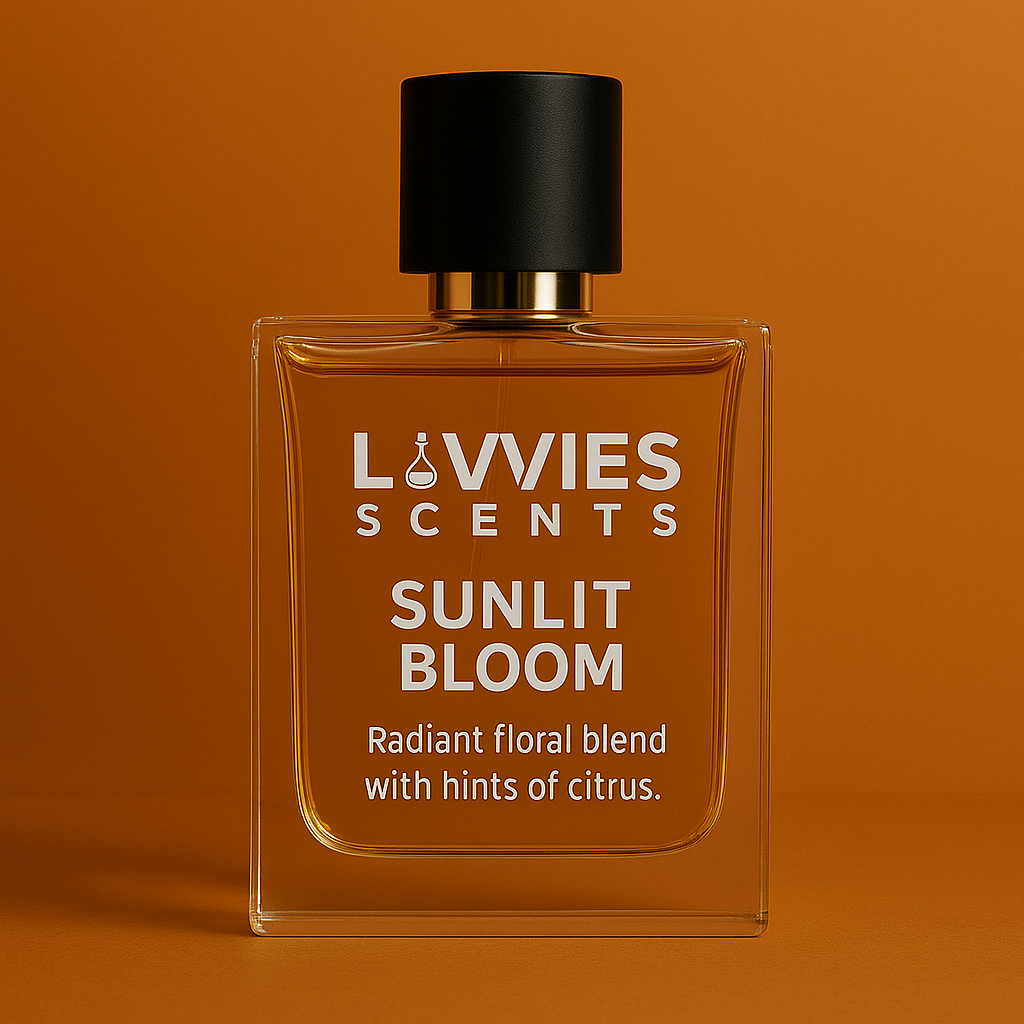 LIVVIES
SCENTS
SUNLIT
BLOOM
Radiant floral blend
with hints of citrus.